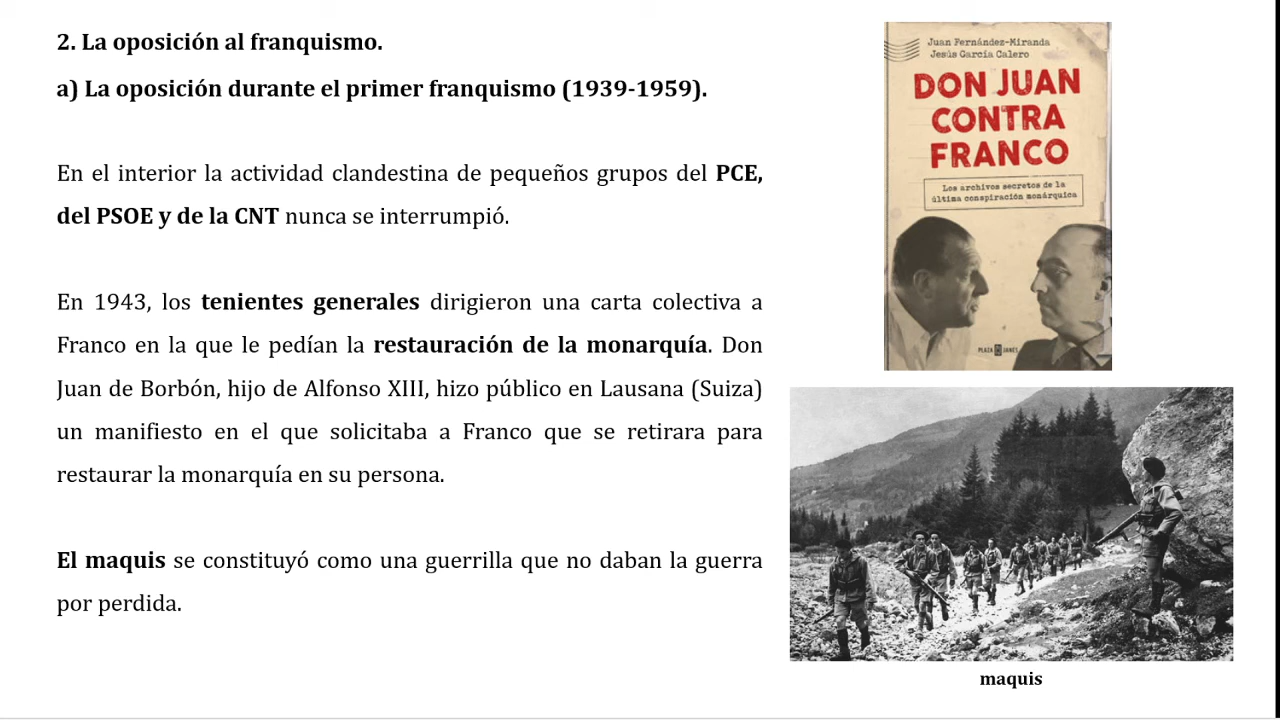 2. La oposición al franquismo.
a) La oposición durante el primer franquismo (1939-1959).
En el interior la actividad clandestina de pequeños grupos del PCE,
del PSOE y de la CNT nunca se interrumpió.
En 1943, los tenientes generales dirigieron una carta colectiva a
Franco en la que le pedían la restauración de la monarquía. Don
Juan de Borbón, hijo de Alfonso XIII, hizo público en Lausana (Suiza)
un manifiesto en el que solicitaba a Franco que se retirara para
restaurar la monarquía en su persona.
El maquis se constituyó como una guerrilla que no daban la guerra
por perdida.
Juan Fernández-Miranda
Jesús García Calero
DON JUAN
CONTRA
FRANCO
Los archivos secretos de la
última conspiración monárquica
PLAZA JANÉS
maquis